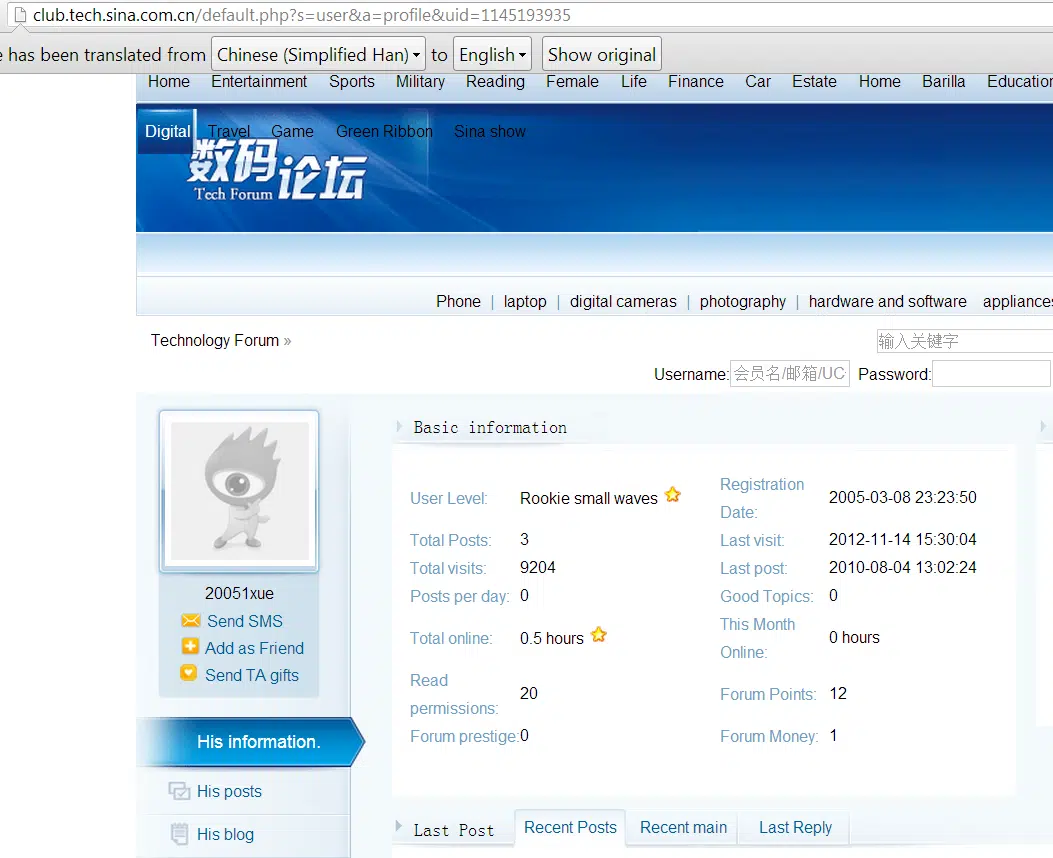 club.tech.sina.com.cn/default.php?s=user&a=profile&uid=1145193935
e has been translated from Chinese (Simplified Han) to English Show original
Home Entertainment Sports Military Reading Female Life Finance Car Estate Home Barilla Education
Digital Travel Game Green Ribbon Sina show
数码论坛
Tech Forum
Phone | laptop | digital cameras | photography | hardware and software appliances
Technology Forum »
输入关键字
Username: 会员名/邮箱/UC Password:
Basic information
User Level: Rookie small waves
Registration Date: 2005-03-08 23:23:50
Total Posts: 3
Last visit: 2012-11-14 15:30:04
Total visits: 9204
Last post: 2010-08-04 13:02:24
Posts per day: 0
Good Topics: 0
Total online: 0.5 hours
This Month Online: 0 hours
Read permissions: 20
Forum Points: 12
Forum prestige: 0
Forum Money: 1
20051xue
Send SMS
Add as Friend
Send TA gifts
His information.
His posts
His blog
Last Post Recent Posts Recent main Last Reply